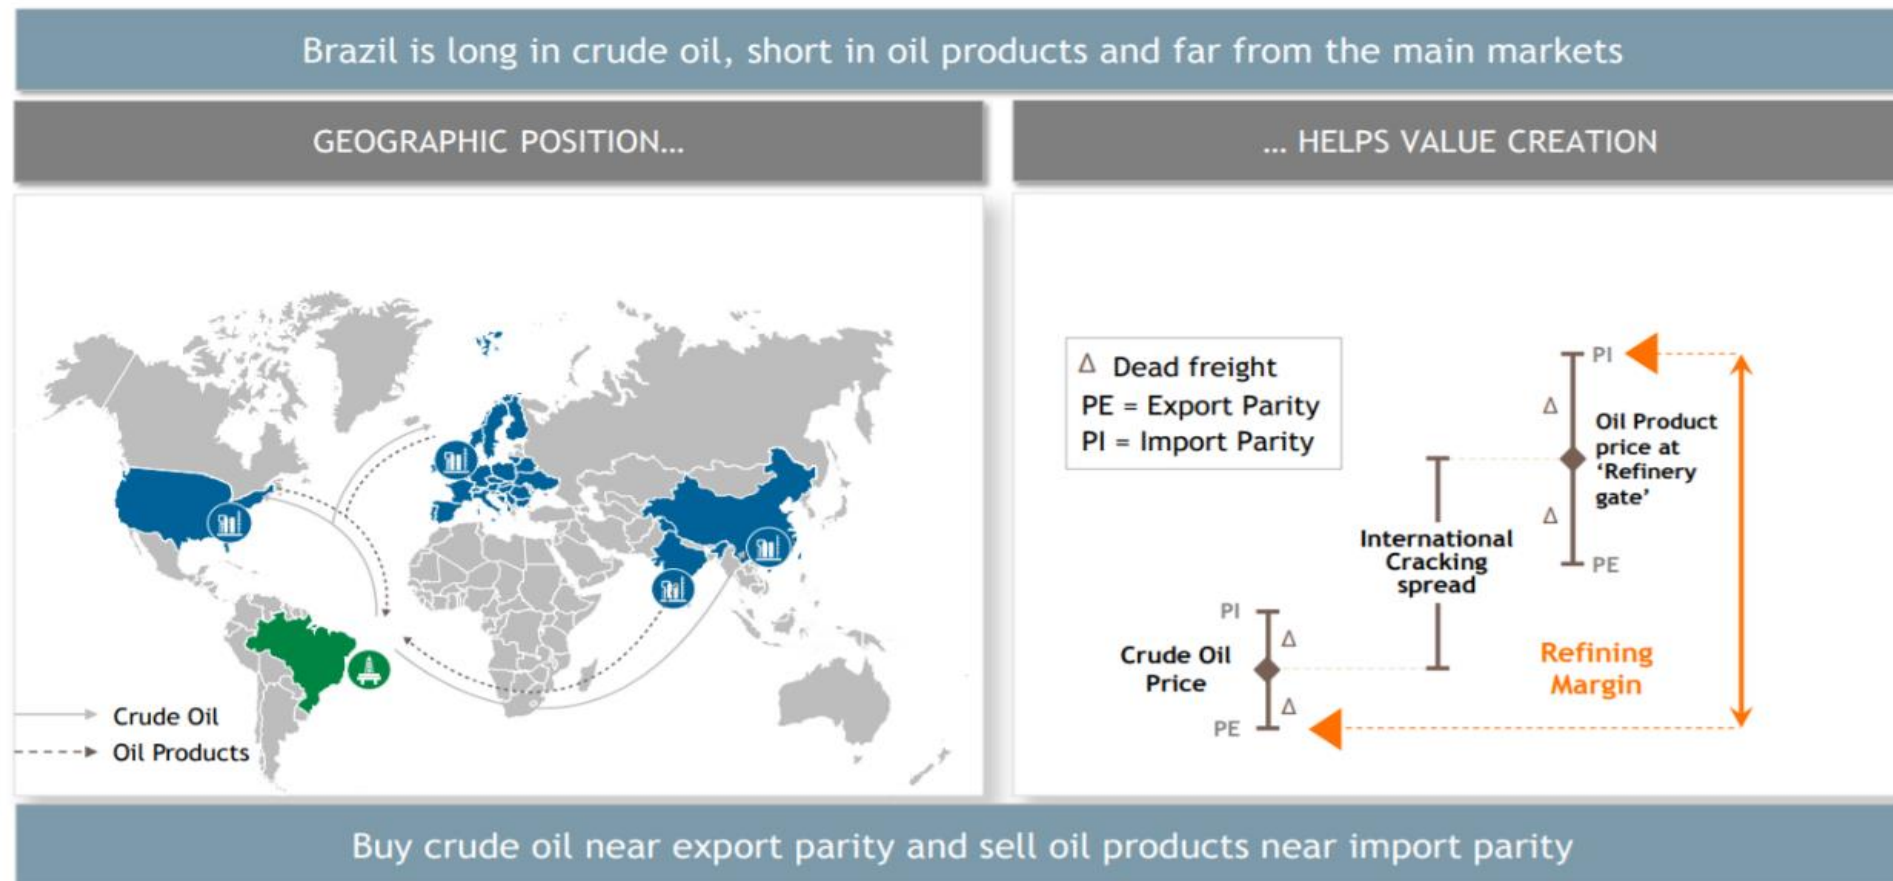 Brazil is long in crude oil, short in oil products and far from the main markets
GEOGRAPHIC POSITION...
... HELPS VALUE CREATION
Crude Oil
Oil Products
Δ Dead freight
PE = Export Parity
PI = Import Parity
PI
Δ
Oil Product
price at
‘Refinery
gate’
Δ
PE
International
Cracking
spread
PI
Δ
Crude Oil
Price
Δ
PE
Refining
Margin
Buy crude oil near export parity and sell oil products near import parity